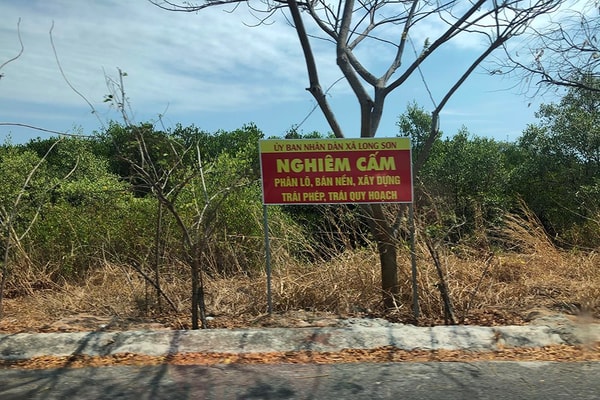 ỦY BAN NHÂN DÂN XÃ LONG SƠN
NGHIÊM CẤM
PHÂN LÔ, BÁN NỀN, XÂY DỰNG
TRÁI PHÉP, TRÁI QUY HOẠCH